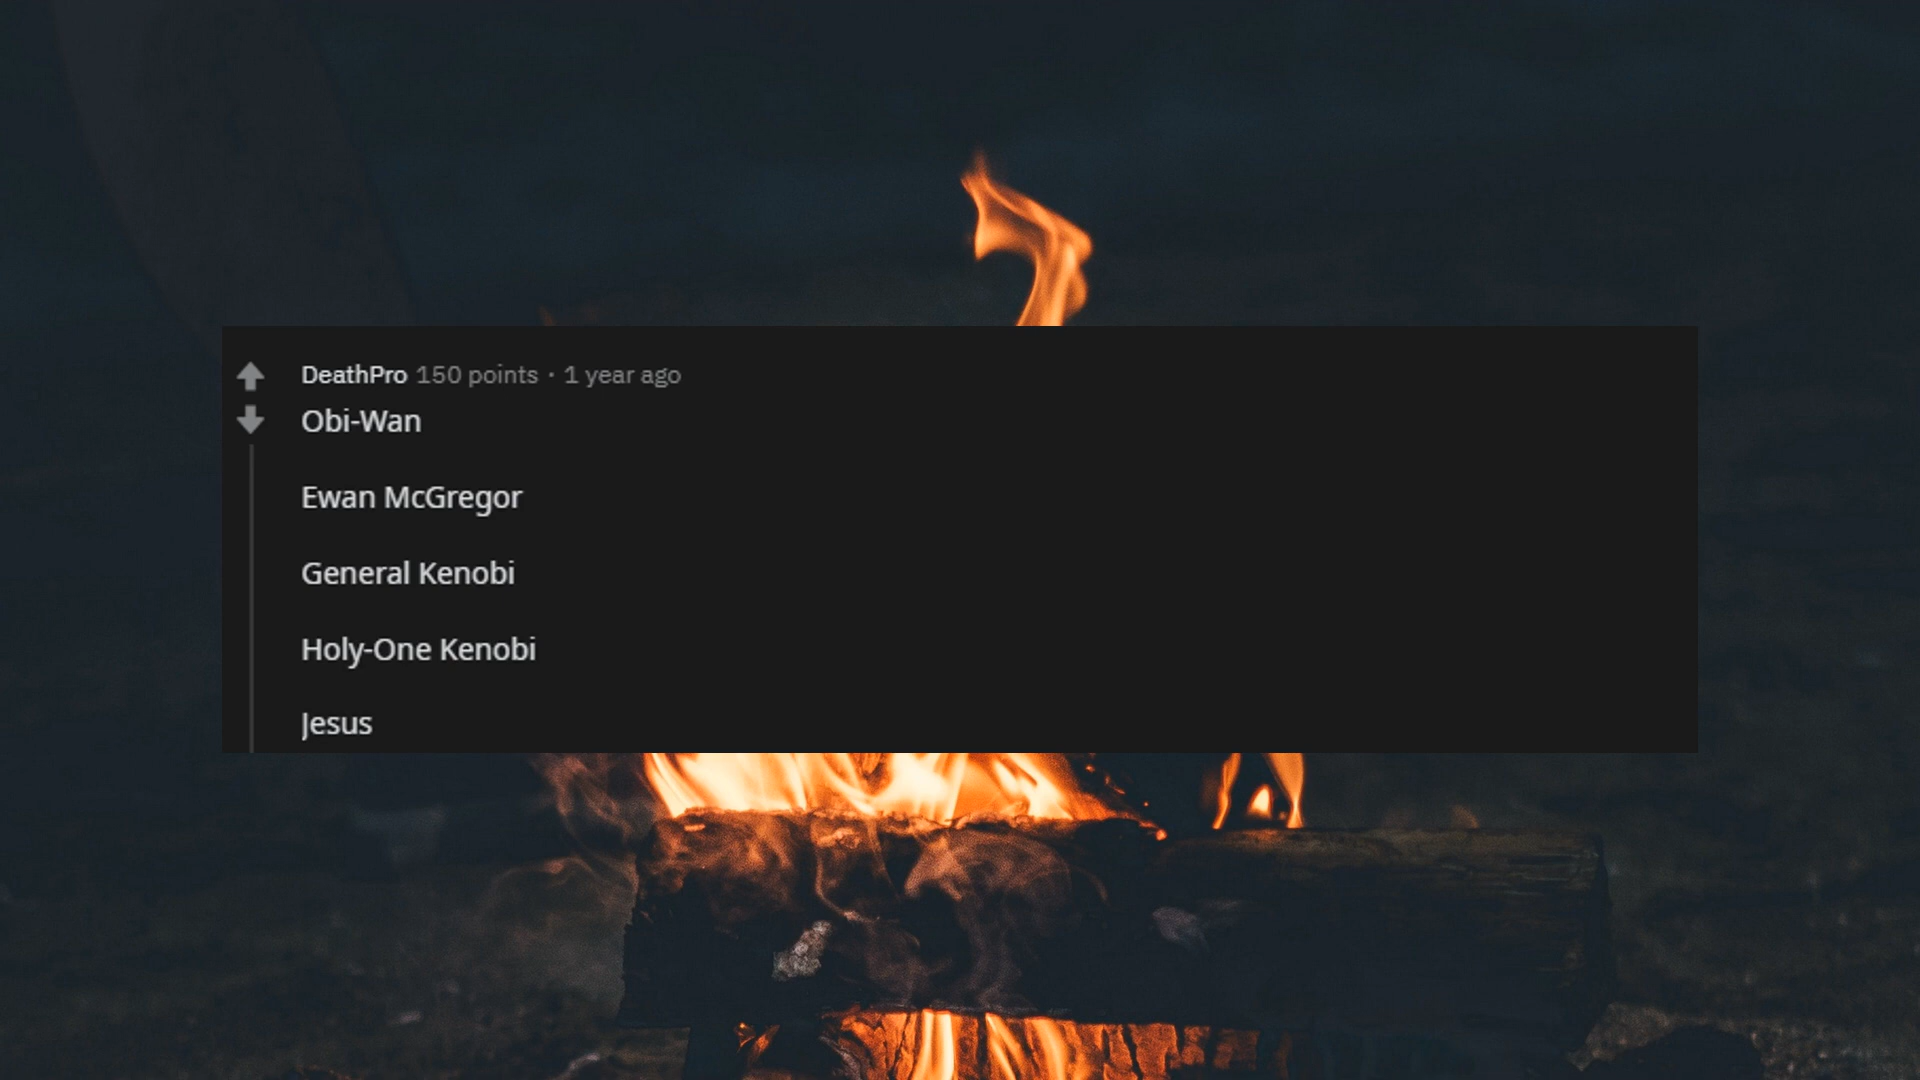 DeathPro 150 points · 1 year ago
Obi-Wan
Ewan McGregor
General Kenobi
Holy-One Kenobi
Jesus